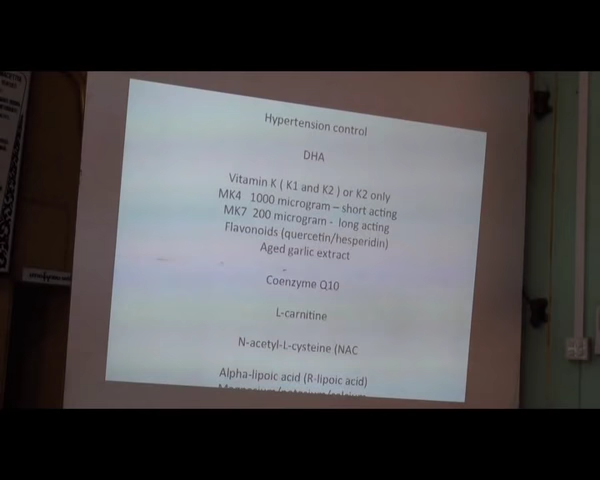 Hypertension control
DHA
Vitamin K ( K1 and K2 ) or K2 only
MK4 1000 microgram – short acting
MK7 200 microgram - long acting
Flavonoids (quercetin/hesperidin)
Aged garlic extract
Coenzyme Q10
L-carnitine
N-acetyl-L-cysteine (NAC
Alpha-lipoic acid (R-lipoic acid)